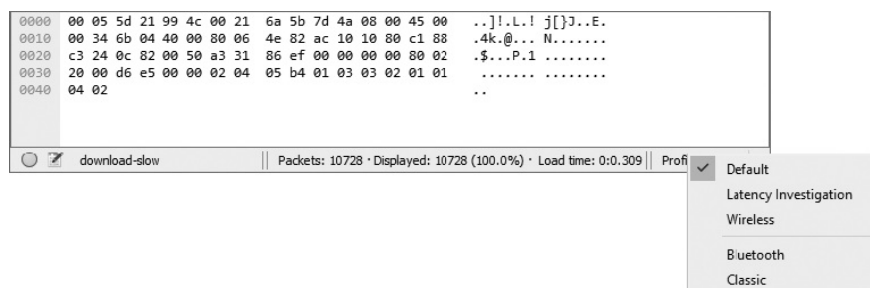 0000 00 05 5d 21 99 4c 00 21 6a 5b 7d 4a 08 00 45 00 ..]!.L.! j[}J..E.
0010 00 34 6b 04 40 00 80 06 4e 82 ac 10 10 80 c1 88 .4k.@... N.......
0020 c3 24 0c 82 00 50 a3 31 86 ef 00 00 00 00 80 02 .$...P.1 ........
0030 20 00 d6 e5 00 00 02 04 05 b4 01 03 03 02 01 01 ....... ........
0040 04 02 ..
download-slow Packets: 10728 · Displayed: 10728 (100.0%) · Load time: 0:0.309 Profi
Default
Latency Investigation
Wireless
Bluetooth
Classic